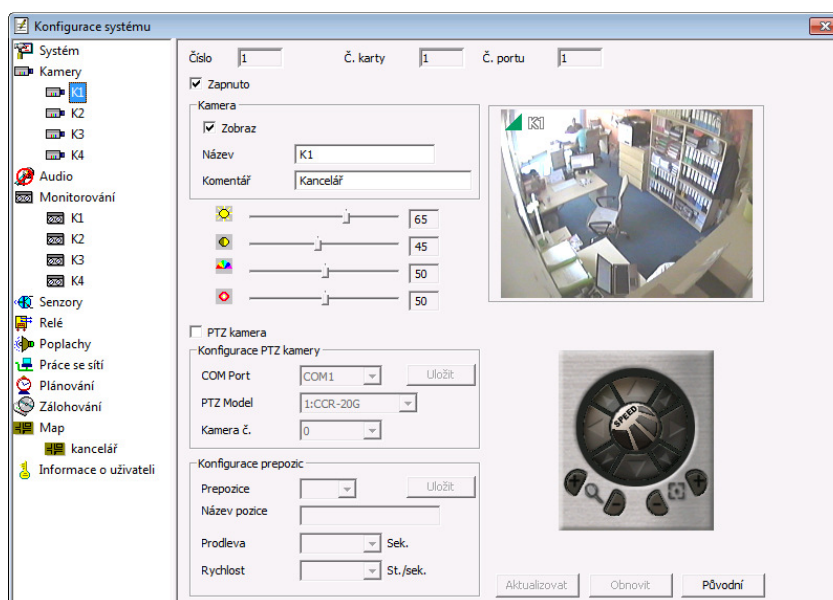 Konfigurace systému
Systém
Kamery
K1
K2
K3
K4
Audio
Monitorování
K1
K2
K3
K4
Senzory
Relé
Poplachy
Práce se sítí
Plánování
Zálohování
Map
kancelář
Informace o uživateli
Číslo 1 Č. karty 1 Č. portu 1
Zapnuto
Kamera
Zobraz
Název K1
Komentář Kancelář
65
45
50
50
K1
PTZ kamera
Konfigurace PTZ kamery
COM Port COM1 Uložit
PTZ Model 1:CCR-20G
Kamera č. 0
Konfigurace prepozic
Prepozice Uložit
Název pozice
Prodleva Sek.
Rychlost St./sek.
SPEED
Aktualizovat Obnovit Původní